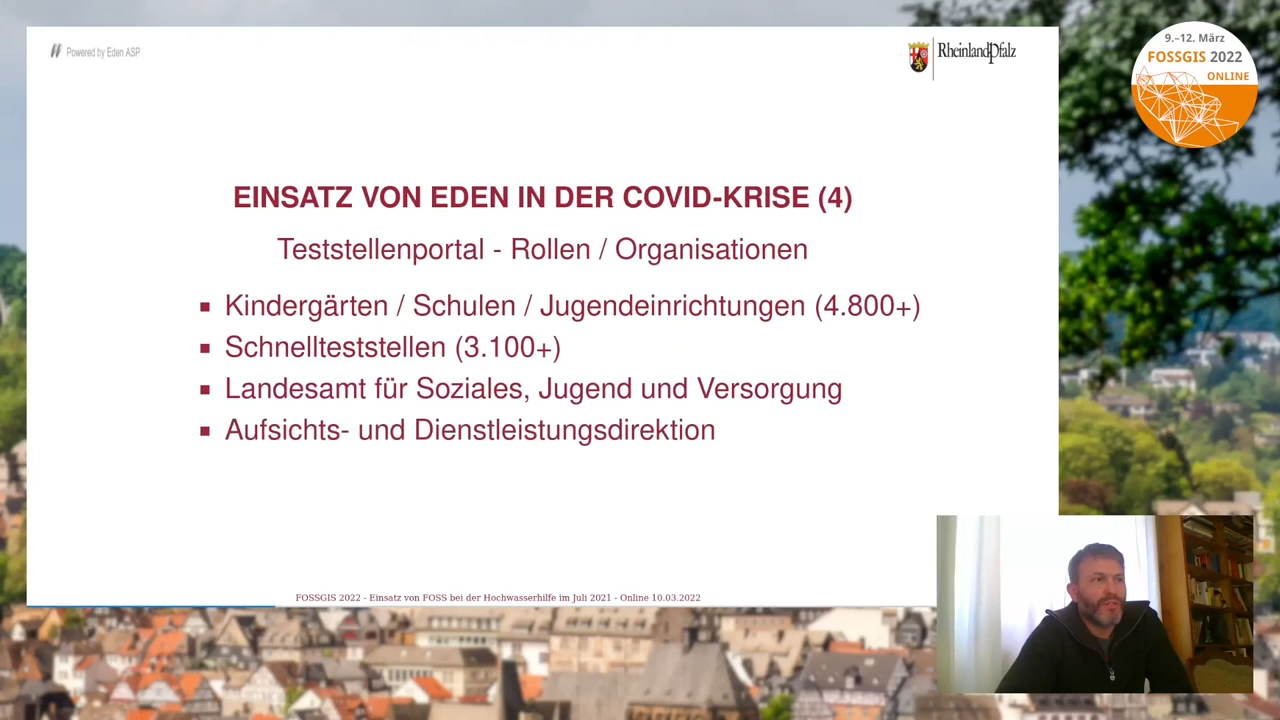 Powered by Eden ASP
RheinlandPfalz
9.–12. März
FOSSGIS 2022
ONLINE
EINSATZ VON EDEN IN DER COVID-KRISE (4)
Teststellenportal - Rollen / Organisationen
Kindergärten / Schulen / Jugendeinrichtungen (4.800+)
Schnellteststellen (3.100+)
Landesamt für Soziales, Jugend und Versorgung
Aufsichts- und Dienstleistungsdirektion
FOSSGIS 2022 - Einsatz von FOSS bei der Hochwasserhilfe im Juli 2021 - Online 10.03.2022